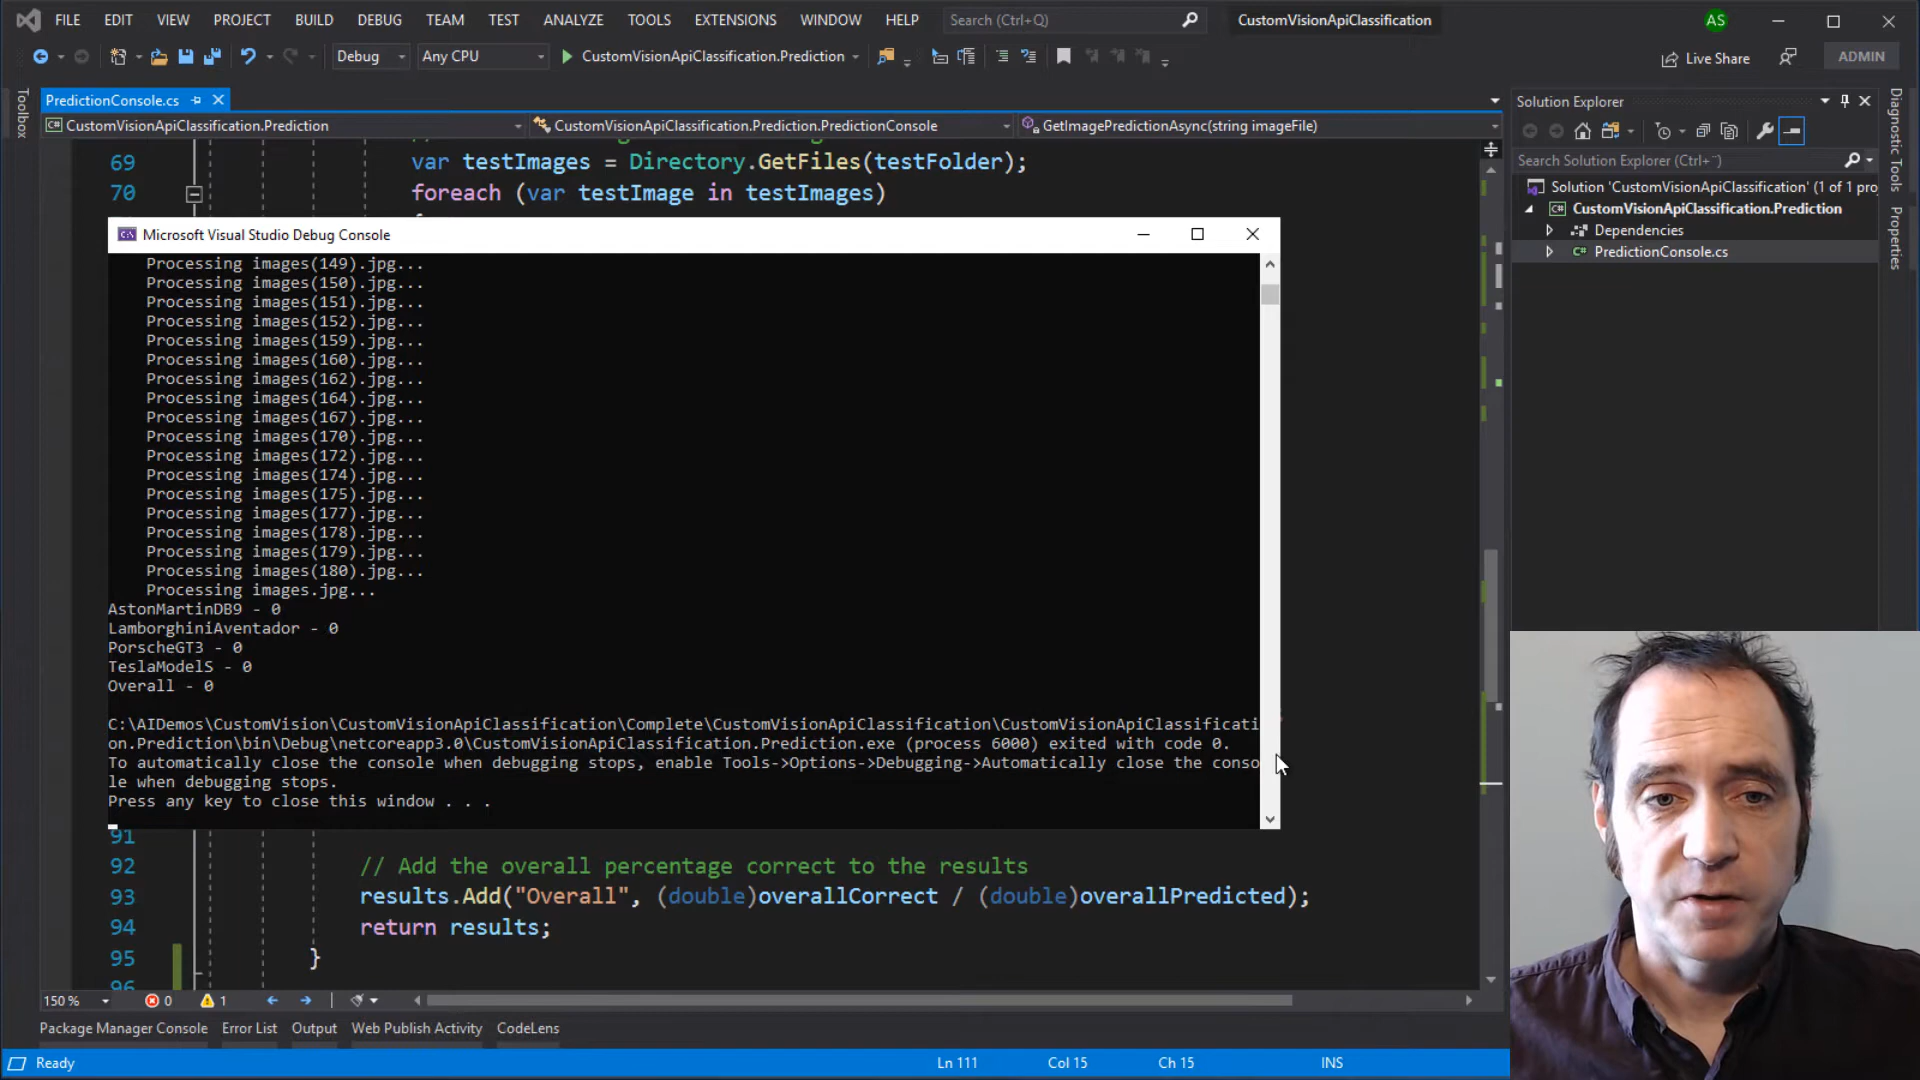 FILE EDIT VIEW PROJECT BUILD DEBUG TEAM TEST ANALYZE TOOLS EXTENSIONS WINDOW HELP Search (Ctrl+Q) CustomVisionApiClassification AS
Debug Any CPU CustomVisionApiClassification.Prediction Live Share ADMIN
Toolbox
PredictionConsole.cs
CustomVisionApiClassification.Prediction CustomVisionApiClassification.Prediction.PredictionConsole GetImagePredictionAsync(string imageFile)
69 var testImages = Directory.GetFiles(testFolder);
70 foreach (var testImage in testImages)
Microsoft Visual Studio Debug Console
Processing images(149).jpg...
Processing images(150).jpg...
Processing images(151).jpg...
Processing images(152).jpg...
Processing images(159).jpg...
Processing images(160).jpg...
Processing images(162).jpg...
Processing images(164).jpg...
Processing images(167).jpg...
Processing images(170).jpg...
Processing images(172).jpg...
Processing images(174).jpg...
Processing images(175).jpg...
Processing images(177).jpg...
Processing images(178).jpg...
Processing images(179).jpg...
Processing images(180).jpg...
Processing images.jpg...
AstonMartinDB9 - 0
LamborghiniAventador - 0
PorscheGT3 - 0
TeslaModelS - 0
Overall - 0
C:\AIDemos\CustomVision\CustomVisionApiClassification\Complete\CustomVisionApiClassification\CustomVisionApiClassificati
on.Prediction\bin\Debug\netcoreapp3.0\CustomVisionApiClassification.Prediction.exe (process 6000) exited with code 0.
To automatically close the console when debugging stops, enable Tools->Options->Debugging->Automatically close the conso
le when debugging stops.
Press any key to close this window . . .
91
92 // Add the overall percentage correct to the results
93 results.Add("Overall", (double)overallCorrect / (double)overallPredicted);
94 return results;
95 }
96
150 % 0 1
Package Manager Console Error List Output Web Publish Activity CodeLens
Ready Ln 111 Col 15 Ch 15 INS
Solution Explorer
Search Solution Explorer (Ctrl+¨)
Solution 'CustomVisionApiClassification' (1 of 1 proj
CustomVisionApiClassification.Prediction
Dependencies
C# PredictionConsole.cs
Diagnostic Tools
Properties